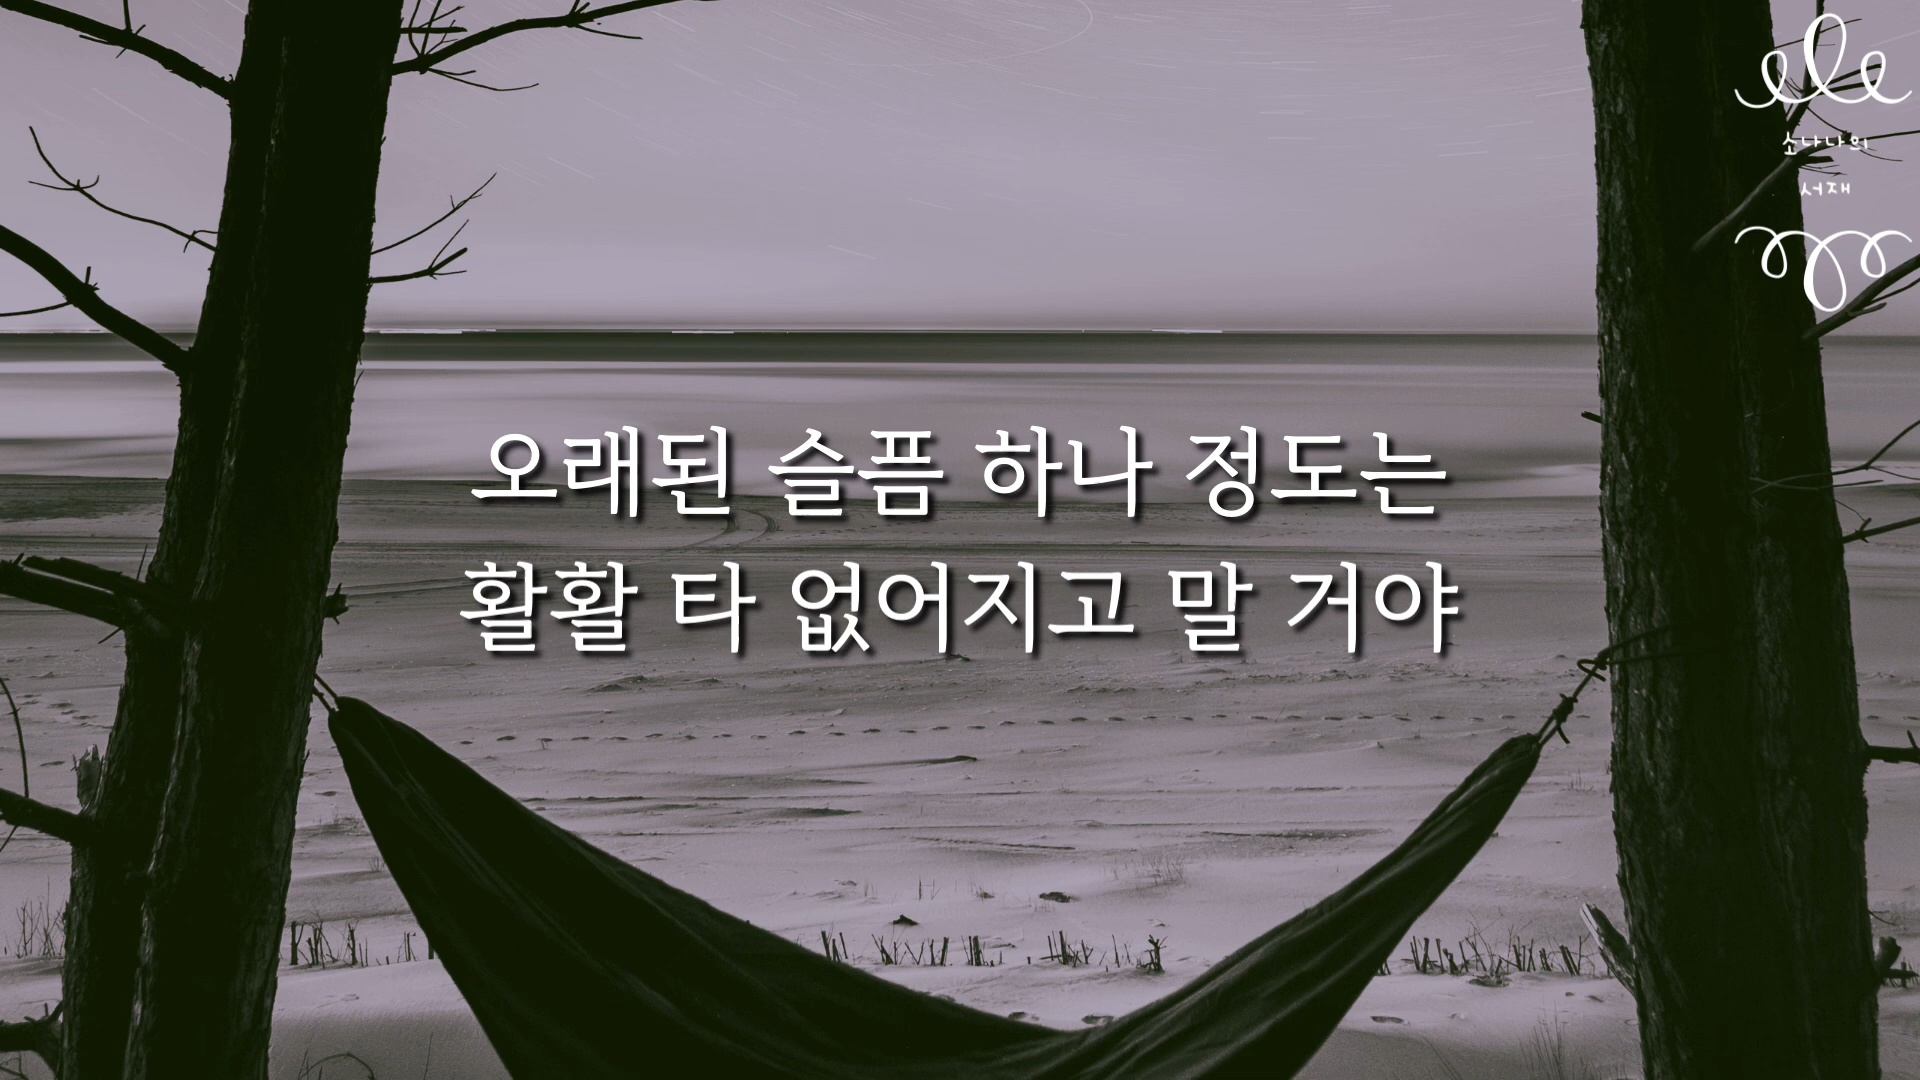 소나나의
서재
오래된 슬픔 하나 정도는
활활 타 없어지고 말 거야